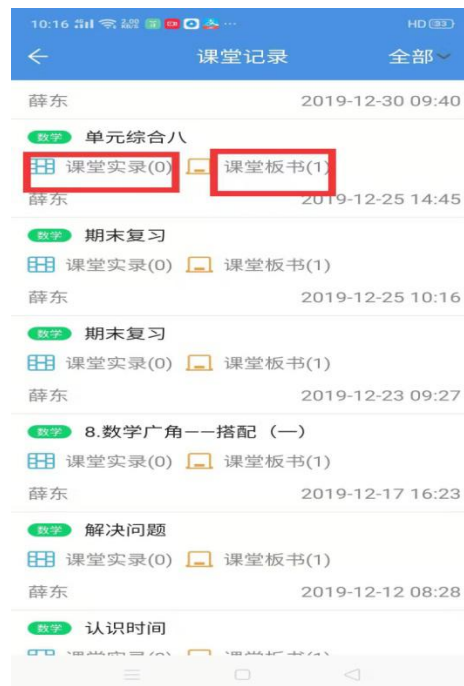 10:16 HD 33
课堂记录 全部
薛东 2019-12-30 09:40
数学 单元综合八
课堂实录(0) 课堂板书(1)
薛东 2019-12-25 14:45
数学 期末复习
课堂实录(0) 课堂板书(1)
薛东 2019-12-25 10:16
数学 期末复习
课堂实录(0) 课堂板书(1)
薛东 2019-12-23 09:27
数学 8.数学广角——搭配（一）
课堂实录(0) 课堂板书(1)
薛东 2019-12-17 16:23
数学 解决问题
课堂实录(0) 课堂板书(1)
薛东 2019-12-12 08:28
数学 认识时间